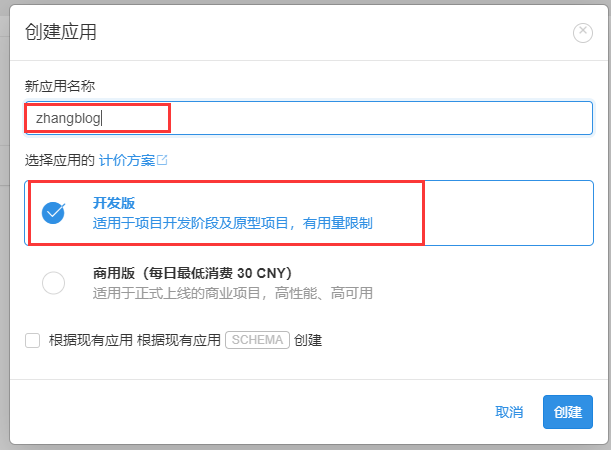 创建应用
新应用名称
zhangblog
选择应用的 计价方案
开发版
适用于项目开发阶段及原型项目，有用量限制
商用版（每日最低消费 30 CNY）
适用于正式上线的商业项目，高性能、高可用
根据现有应用 根据现有应用 SCHEMA 创建
取消 创建